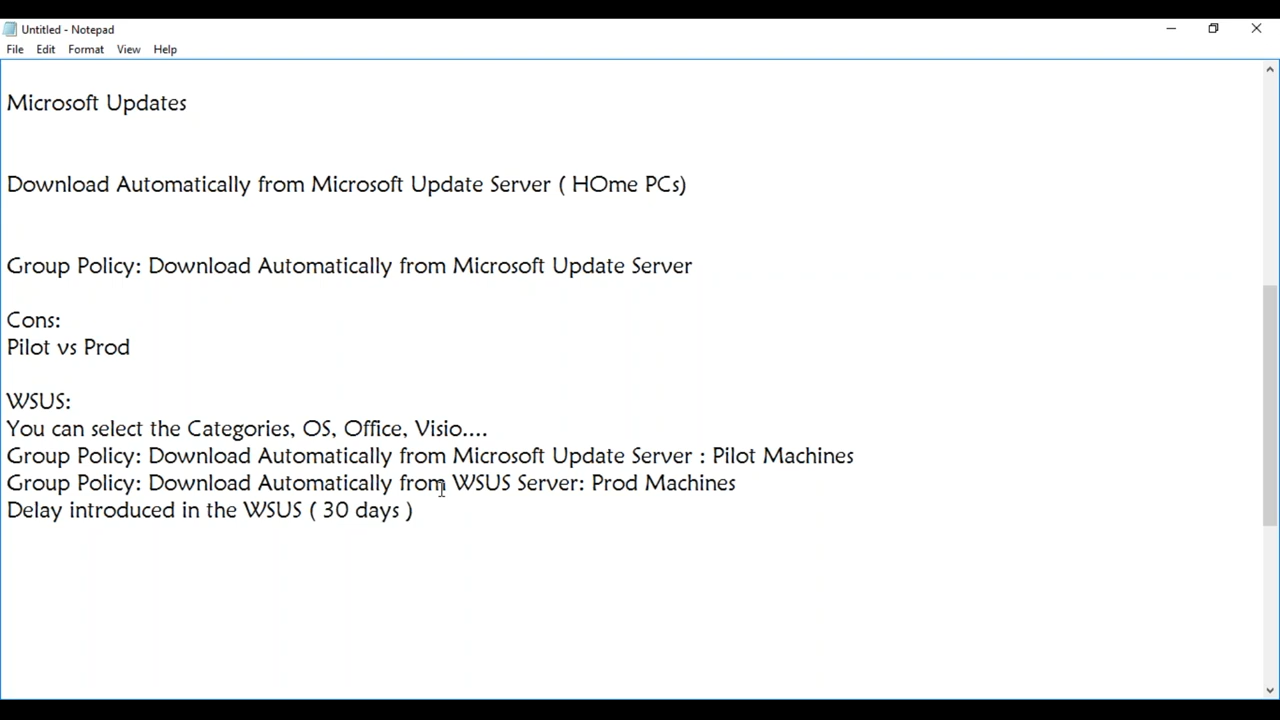 Untitled - Notepad
File Edit Format View Help
Microsoft Updates
Download Automatically from Microsoft Update Server ( HOme PCs)
Group Policy: Download Automatically from Microsoft Update Server
Cons:
Pilot vs Prod
WSUS:
You can select the Categories, OS, Office, Visio....
Group Policy: Download Automatically from Microsoft Update Server : Pilot Machines
Group Policy: Download Automatically from WSUS Server: Prod Machines
Delay introduced in the WSUS ( 30 days )